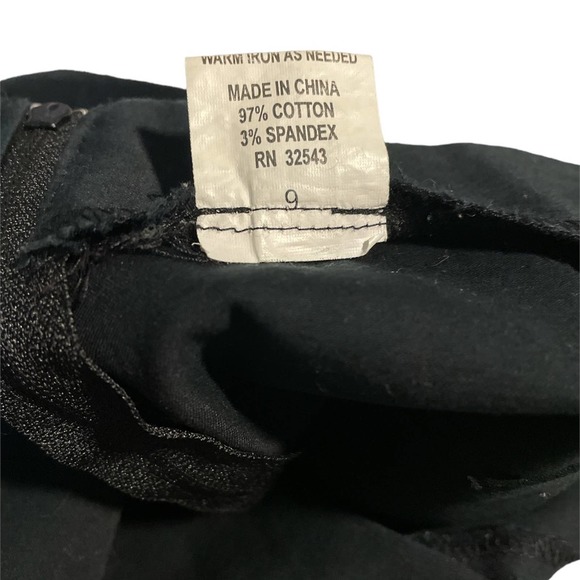 WARM IRON AS NEEDED
MADE IN CHINA
97% COTTON
3% SPANDEX
RN 32543
9